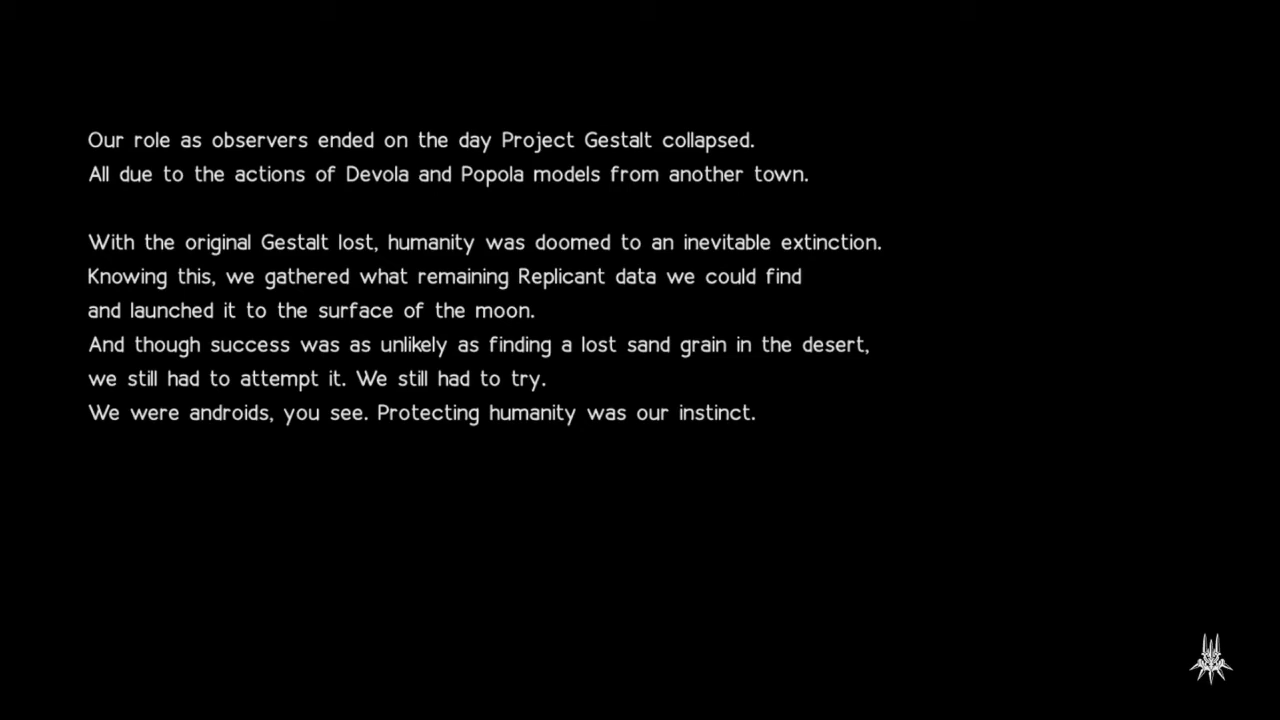 Our role as observers ended on the day Project Gestalt collapsed.
All due to the actions of Devola and Popola models from another town.
With the original Gestalt lost, humanity was doomed to an inevitable extinction.
Knowing this, we gathered what remaining Replicant data we could find
and launched it to the surface of the moon.
And though success was as unlikely as finding a lost sand grain in the desert,
we still had to attempt it. We still had to try.
We were androids, you see. Protecting humanity was our instinct.